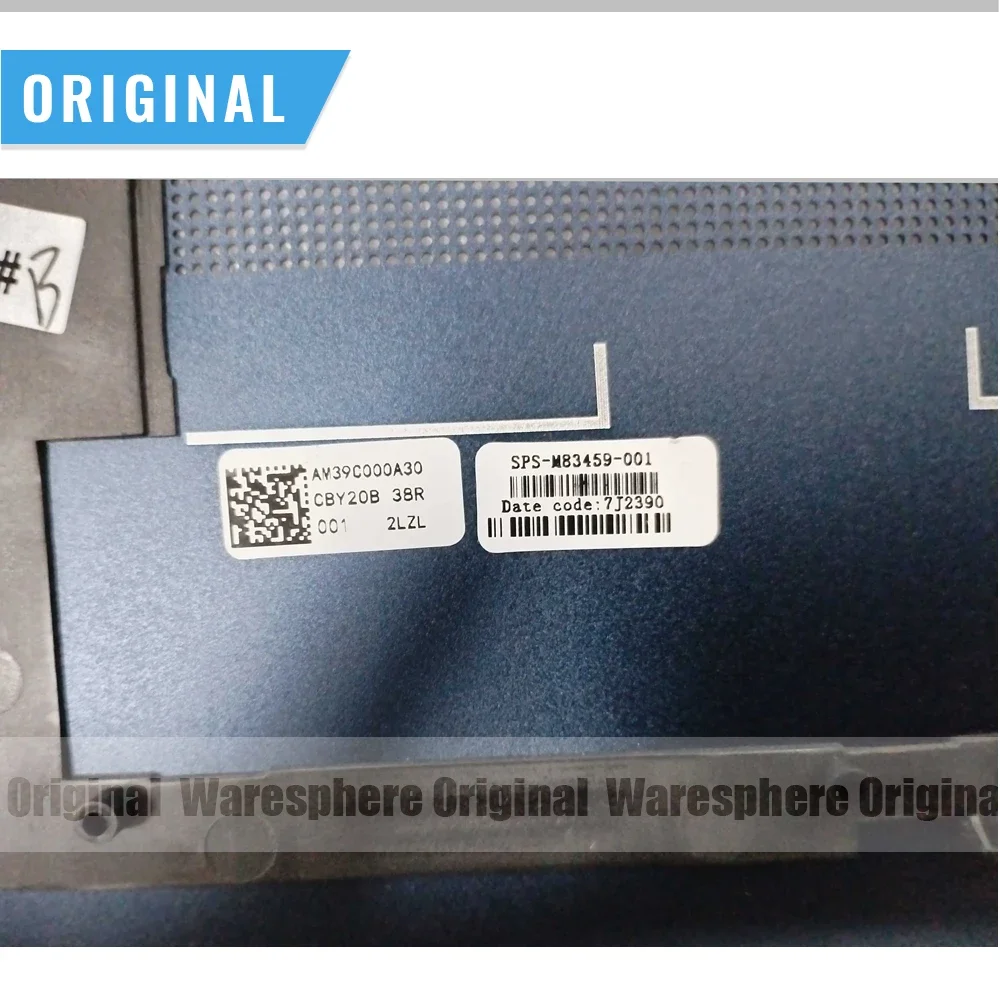 ORIGINAL
#B
AM39C000A30
CBY20B 38R
001 2LZL
SPS-M83459-001
Date code:7J2390
Original Waresphere Original Waresphere Origina